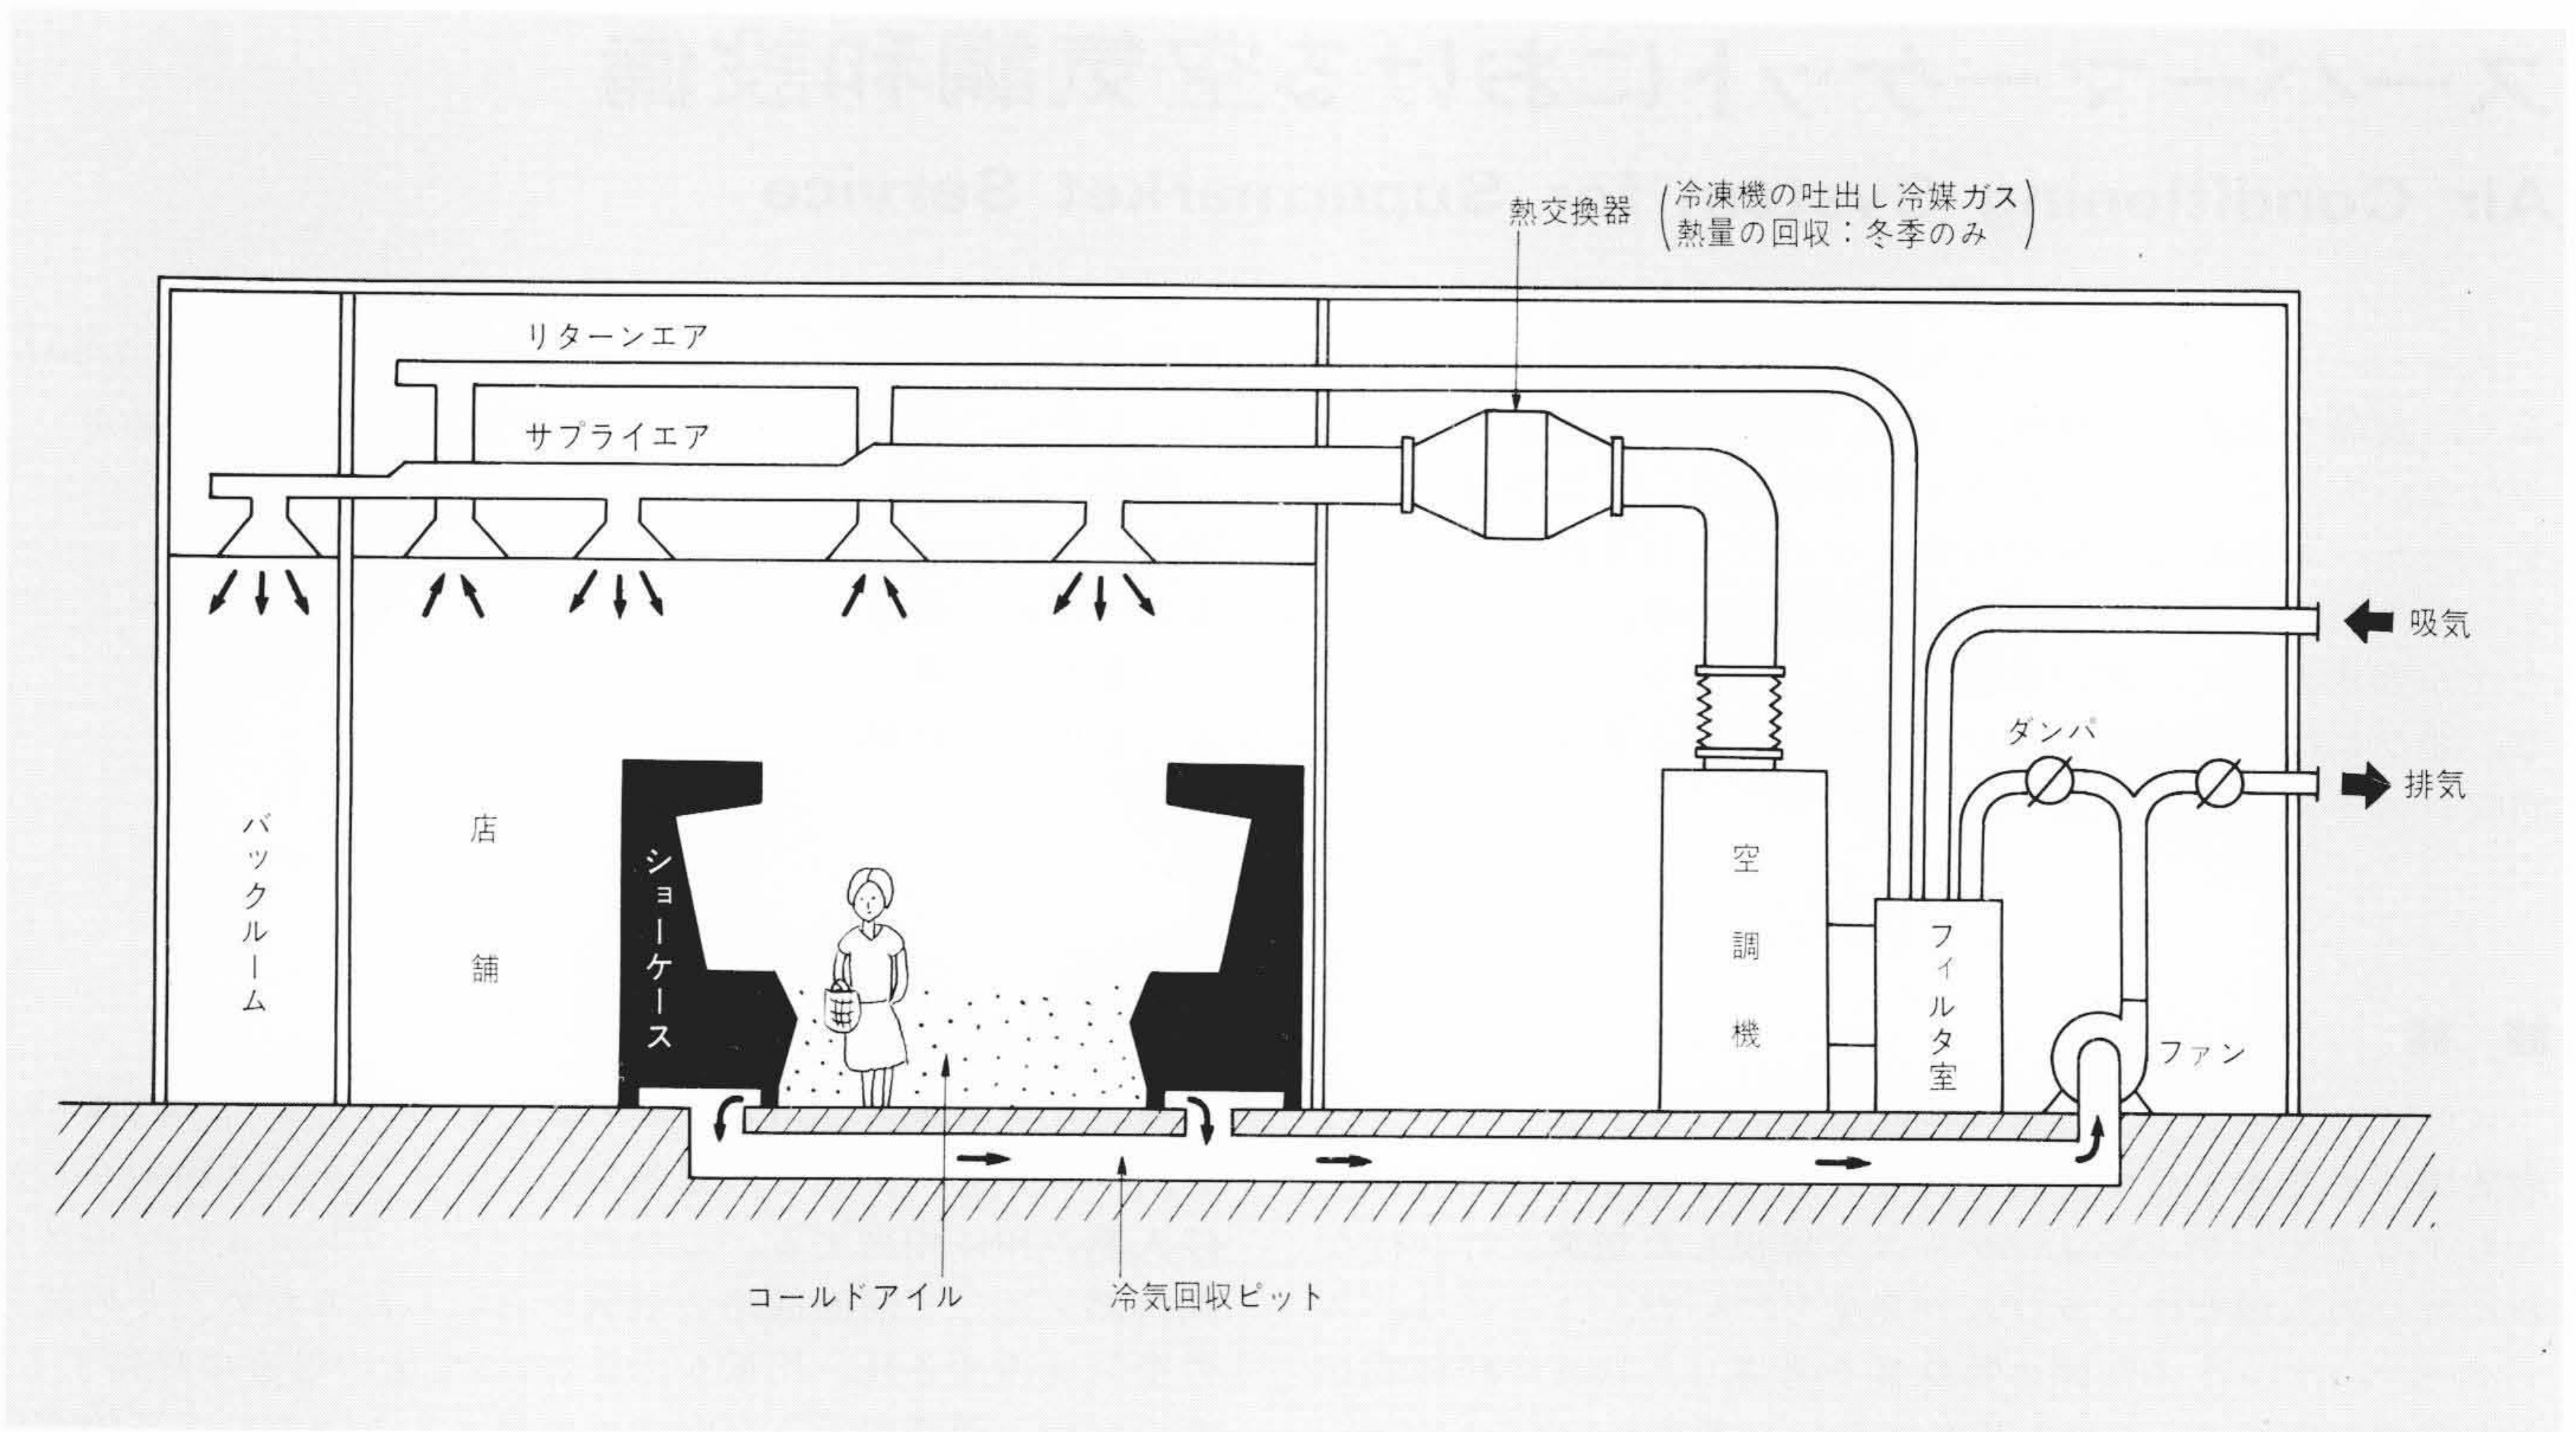 熱交換器
(冷凍機の吐出し冷媒ガス
熱量の回収：冬季のみ)
リターンエア
サプライエア
吸気
ダンパ
排気
バックルーム
店舗
ショーケース
空調機
フィルタ室
ファン
コールドアイル
冷気回収ピット